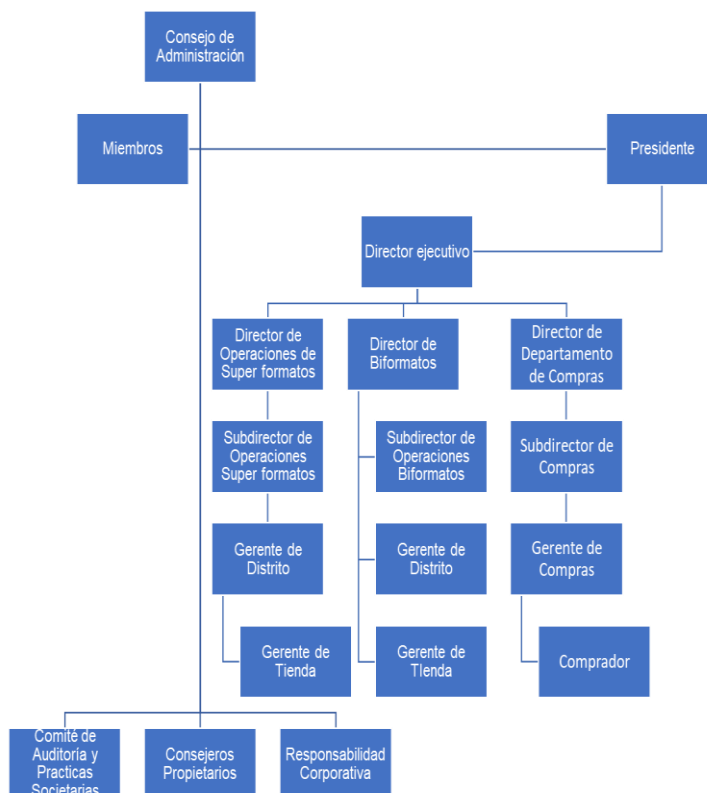 Consejo de
Administración
Miembros
Presidente
Director ejecutivo
Director de
Operaciones de
Super formatos
Director de
Biformatos
Director de
Departamento
de Compras
Subdirector de
Operaciones
Super formatos
Subdirector de
Operaciones
Biformatos
Subdirector de
Compras
Gerente de
Distrito
Gerente de
Distrito
Gerente de
Compras
Gerente de
Tienda
Gerente de
TIenda
Comprador
Comité de
Auditoría y
Practicas
Societarias
Consejeros
Propietarios
Responsabilidad
Corporativa